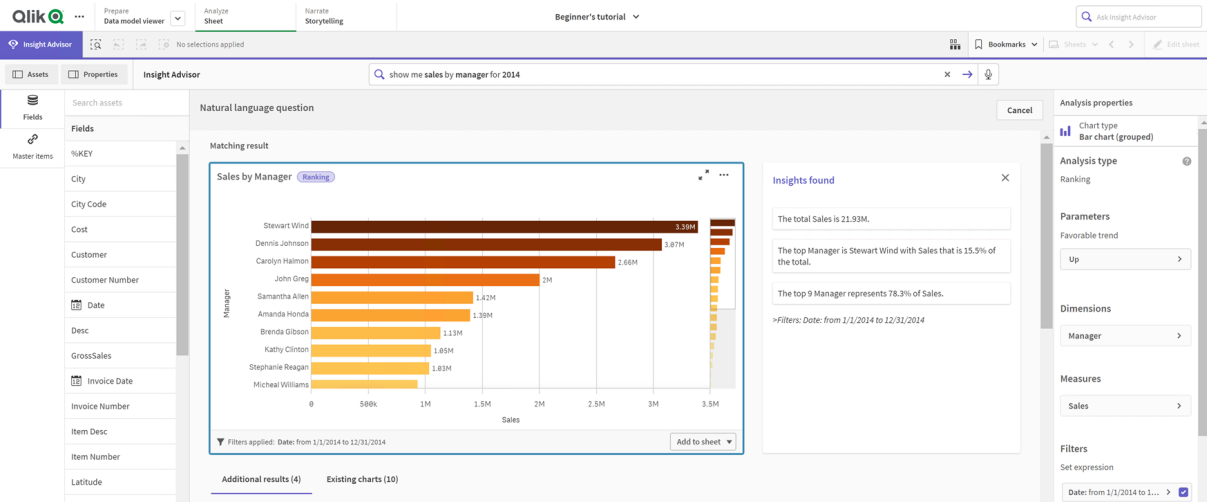 Qlik
Prepare
Data model viewer
Analyze
Sheet
Narrate
Storytelling
Beginner's tutorial
Ask Insight Advisor
Insight Advisor
No selections applied
Bookmarks
Sheets
Edit sheet
Assets
Properties
Insight Advisor
show me sales by manager for 2014
Fields
Master items
Search assets
Fields
%KEY
City
City Code
Cost
Customer
Customer Number
Date
Desc
GrossSales
Invoice Date
Invoice Number
Item Desc
Item Number
Latitude
Natural language question
Cancel
Matching result
Sales by Manager
Ranking
Manager
Stewart Wind
3.39M
Dennis Johnson
3.07M
Carolyn Halmon
2.66M
John Greg
2M
Samantha Allen
1.42M
Amanda Honda
1.39M
Brenda Gibson
1.13M
Kathy Clinton
1.05M
Stephanie Reagan
1.03M
Micheal Williams
0 500k 1M 1.5M 2M 2.5M 3M 3.5M
Sales
Filters applied: Date: from 1/1/2014 to 12/31/2014
Add to sheet
Additional results (4)
Existing charts (10)
Insights found
The total Sales is 21.93M.
The top Manager is Stewart Wind with Sales that is 15.5% of
the total.
The top 9 Manager represents 78.3% of Sales.
>Filters: Date: from 1/1/2014 to 12/31/2014
Analysis properties
Chart type
Bar chart (grouped)
Analysis type
Ranking
Parameters
Favorable trend
Up
Dimensions
Manager
Measures
Sales
Filters
Set expression
Date: from 1/1/2014 to 1...